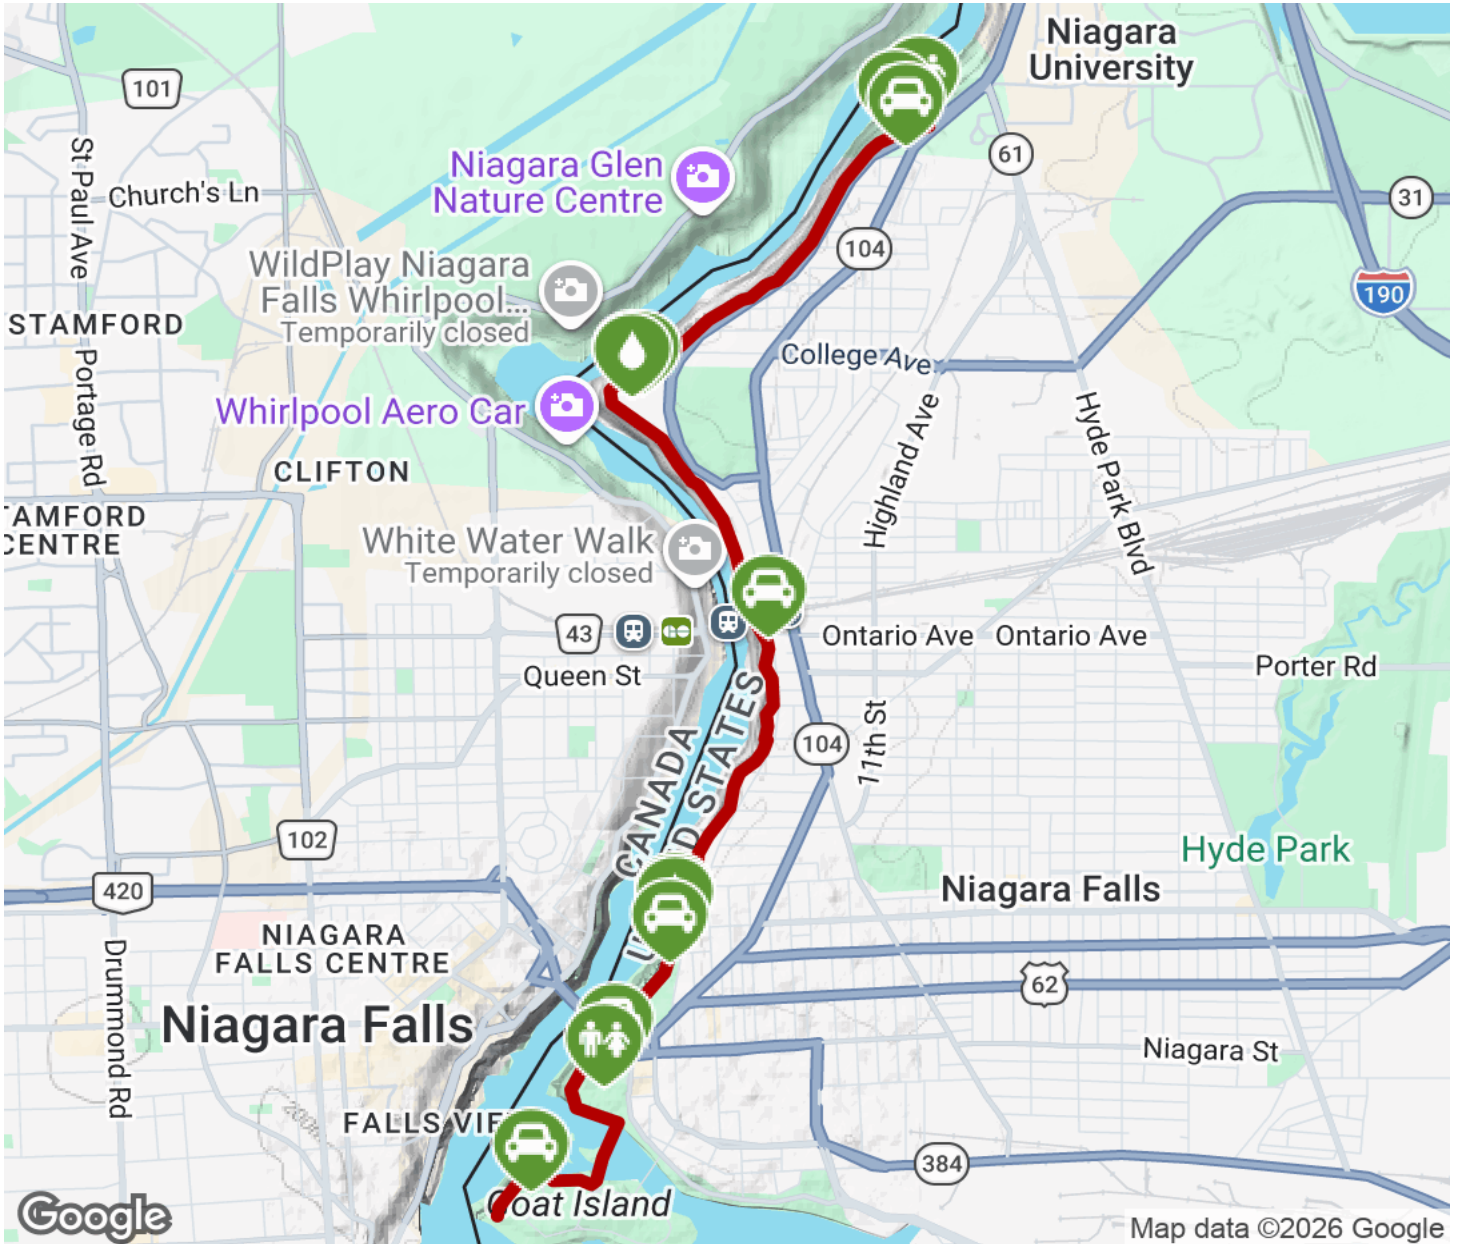 Niagara
University
101
61
St Paul Ave
Niagara Glen
Nature Centre
Church's Ln
31
104
WildPlay Niagara
Falls Whirlpool...
Temporarily closed
190
STAMFORD
College Ave
Portage Rd
Whirlpool Aero Car
Highland Ave
Hyde Park Blvd
CLIFTON
TAMFORD
CENTRE
White Water Walk
Temporarily closed
43
Ontario Ave
Ontario Ave
Queen St
Porter Rd
CANADA
D STATES
104
11th St
102
Hyde Park
420
Niagara Falls
NIAGARA
FALLS CENTRE
Drummond Rd
62
Niagara Falls
Niagara St
FALLS VIE
384
Goat Island
Google
Map data ©2026 Google